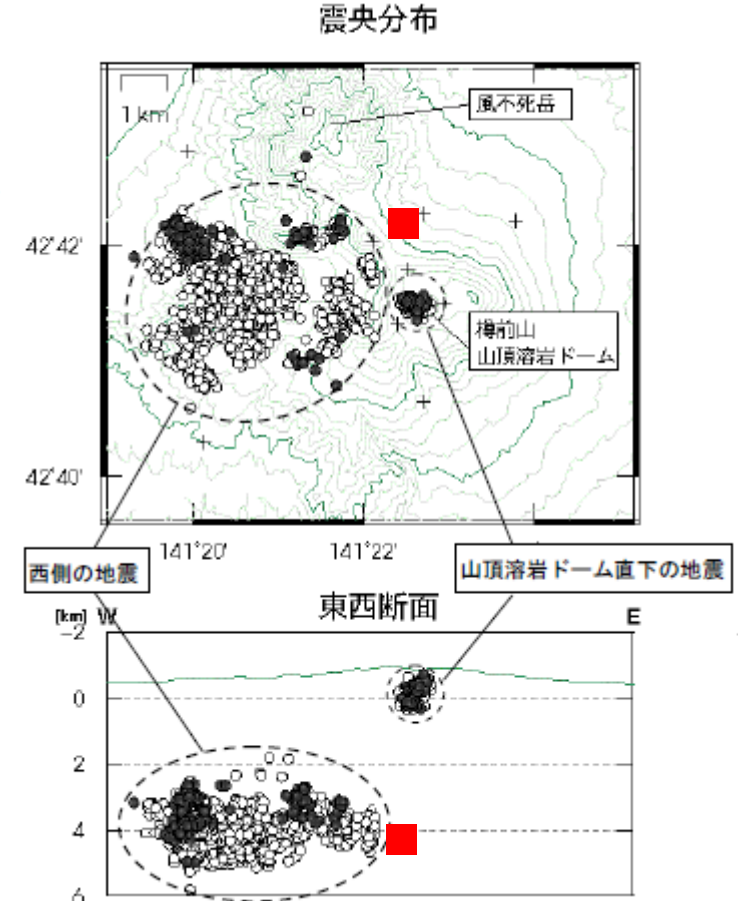 震央分布
1 km
風不死岳
42°42'
樽前山
山頂溶岩ドーム
42°40'
141°20'
141°22'
西側の地震
山頂溶岩ドーム直下の地震
東西断面
[km] W
E
-2
0
2
4
6